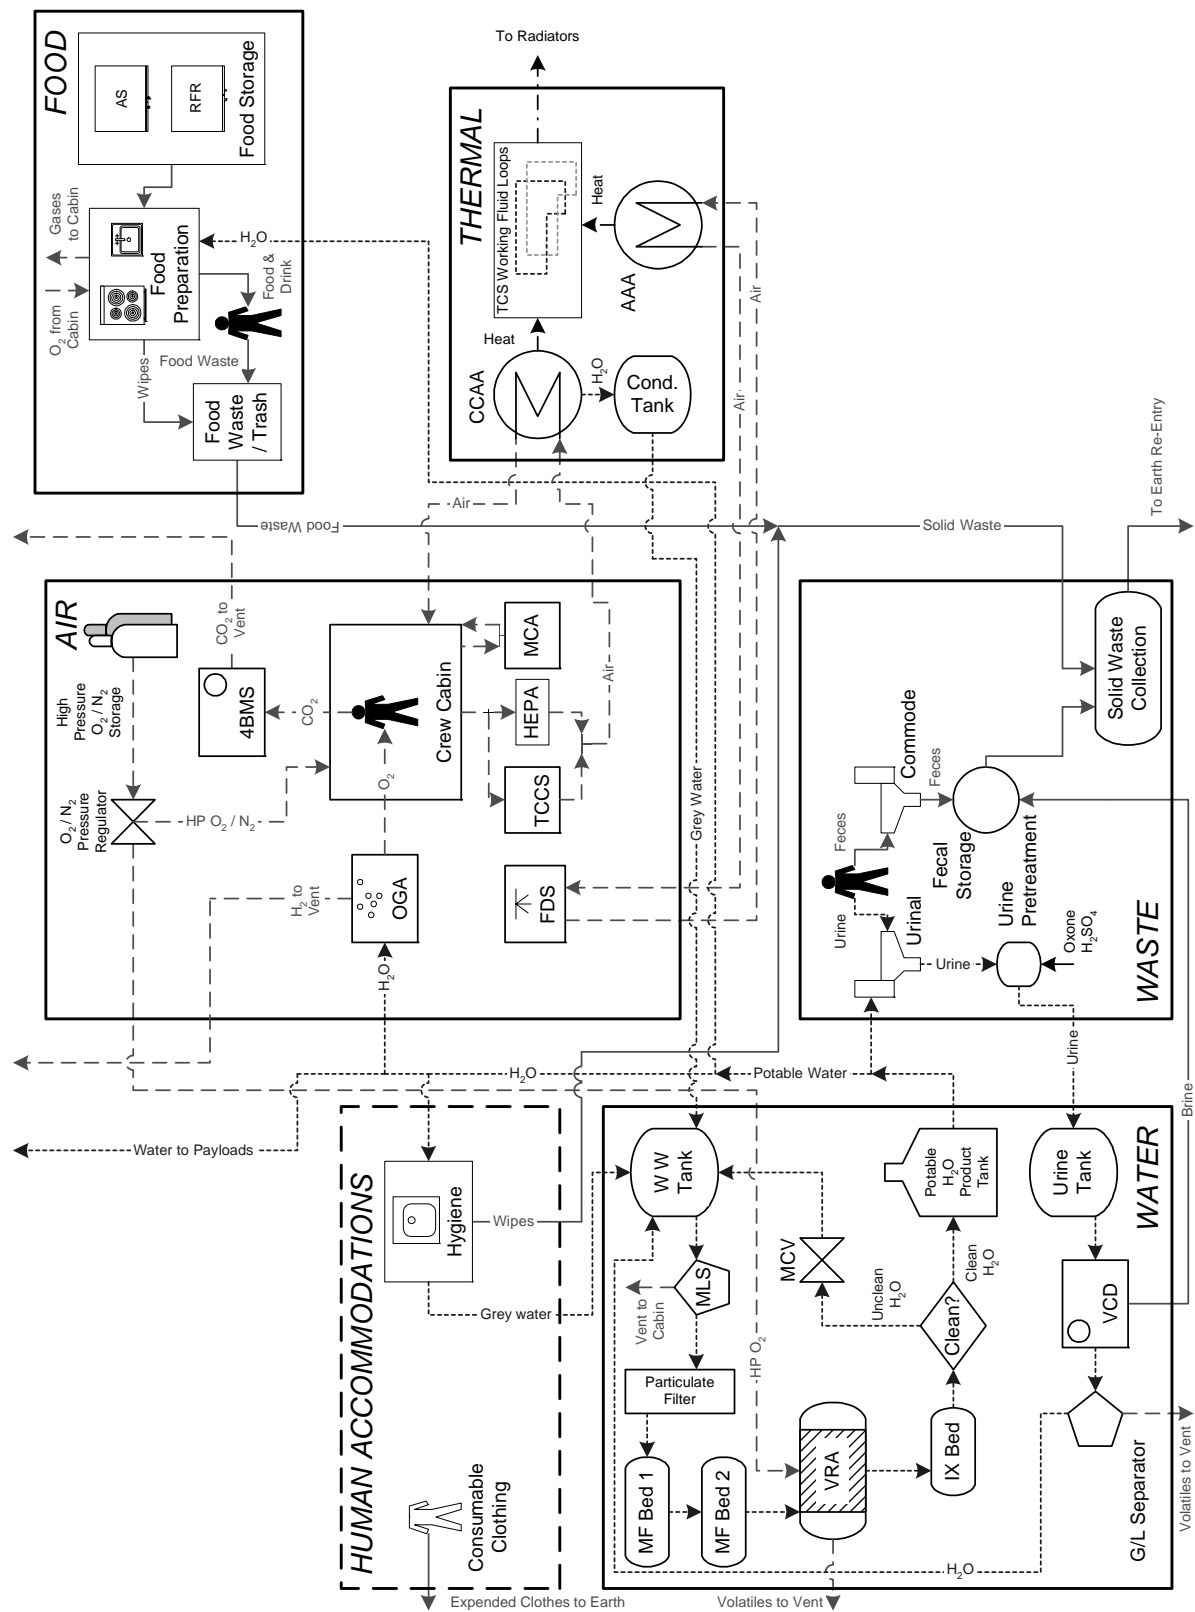 To Radiators
FOOD
AS
RFR
Food Storage
Gases
to Cabin
O2 from
Cabin
Food
Preparation
H2O
Food &
Drink
Wipes
Food Waste
Food
Waste
/ Trash
THERMAL
TCS Working Fluid Loops
Heat
AAA
Heat
CCAA
H2O
Cond.
Tank
Air
Air
Air
Food Waste
Solid Waste
To Earth Re-Entry
AIR
High
Pressure
O2 / N2
Storage
CO2 to
Vent
4BMS
CO2
Crew Cabin
MCA
HEPA
TCCS
Air
O2 / N2
Pressure
Regulator
HP O2 / N2
O2
H2 to
Vent
OGA
FDS
H2O
Grey Water
WASTE
Solid Waste
Collection
Commode
Feces
Feces
Fecal
Storage
Urine
Urinal
Urine
Pretreatment
Urine
Oxone
H2SO4
Urine
Brine
H2O
Potable Water
Water to Payloads
HUMAN ACCOMMODATIONS
Hygiene
Wipes
Grey water
Consumable
Clothing
Expended Clothes to Earth
WATER
W W
Tank
MLS
Vent to
Cabin
Particulate
Filter
MF Bed 1
MF Bed 2
HP O2
VRA
Volatiles to Vent
MCV
Unclean
H2O
Clean?
Clean
H2O
IX Bed
Potable
H2O
Product
Tank
Urine
Tank
VCD
G/L Separator
H2O
Volatiles to Vent